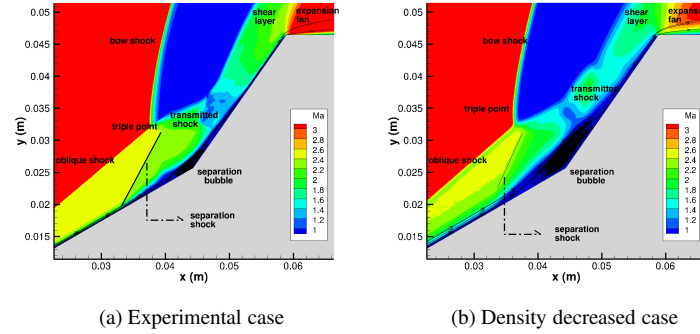 0.05
0.045
0.04
0.035
0.03
0.025
0.02
0.015
y (m)
0.03
0.04
0.05
0.06
x (m)
shear
layer
expansion
fan
bow shock
transmitted
shock
triple point
oblique shock
separation
bubble
separation
shock
Ma
3
2.8
2.6
2.4
2.2
2
1.8
1.6
1.4
1.2
1
(a) Experimental case
0.05
0.045
0.04
0.035
0.03
0.025
0.02
0.015
y (m)
0.03
0.04
0.05
0.06
x (m)
shear
layer
expansion
fan
bow shock
transmitted
shock
triple point
oblique shock
separation
bubble
separation
shock
Ma
3
2.8
2.6
2.4
2.2
2
1.8
1.6
1.4
1.2
1
(b) Density decreased case